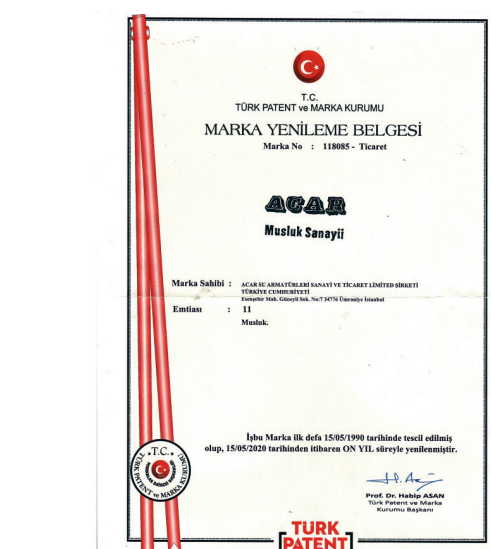 T.C.
TÜRK PATENT ve MARKA KURUMU
MARKA YENİLEME BELGESİ
Marka No : 118085 - Ticaret
ACAR
Musluk Sanayii
Marka Sahibi : ACAR SU ARMATÜRLERİ SANAYİ VE TİCARET LİMİTED ŞİRKETİ
TÜRKİYE CUMHURİYETİ
Esenşehir Mah. Güneyli Sok. No:7 34776 Ümraniye İstanbul
Emtiası : 11
Musluk.
İşbu Marka ilk defa 15/05/1990 tarihinde tescil edilmiş
olup, 15/05/2020 tarihinden itibaren ON YIL süreyle yenilenmiştir.
T.C.
TÜRK PATENT ve MARKA KURUMU
Prof. Dr. Habip ASAN
Türk Patent ve Marka
Kurumu Başkanı
TÜRK
PATENT